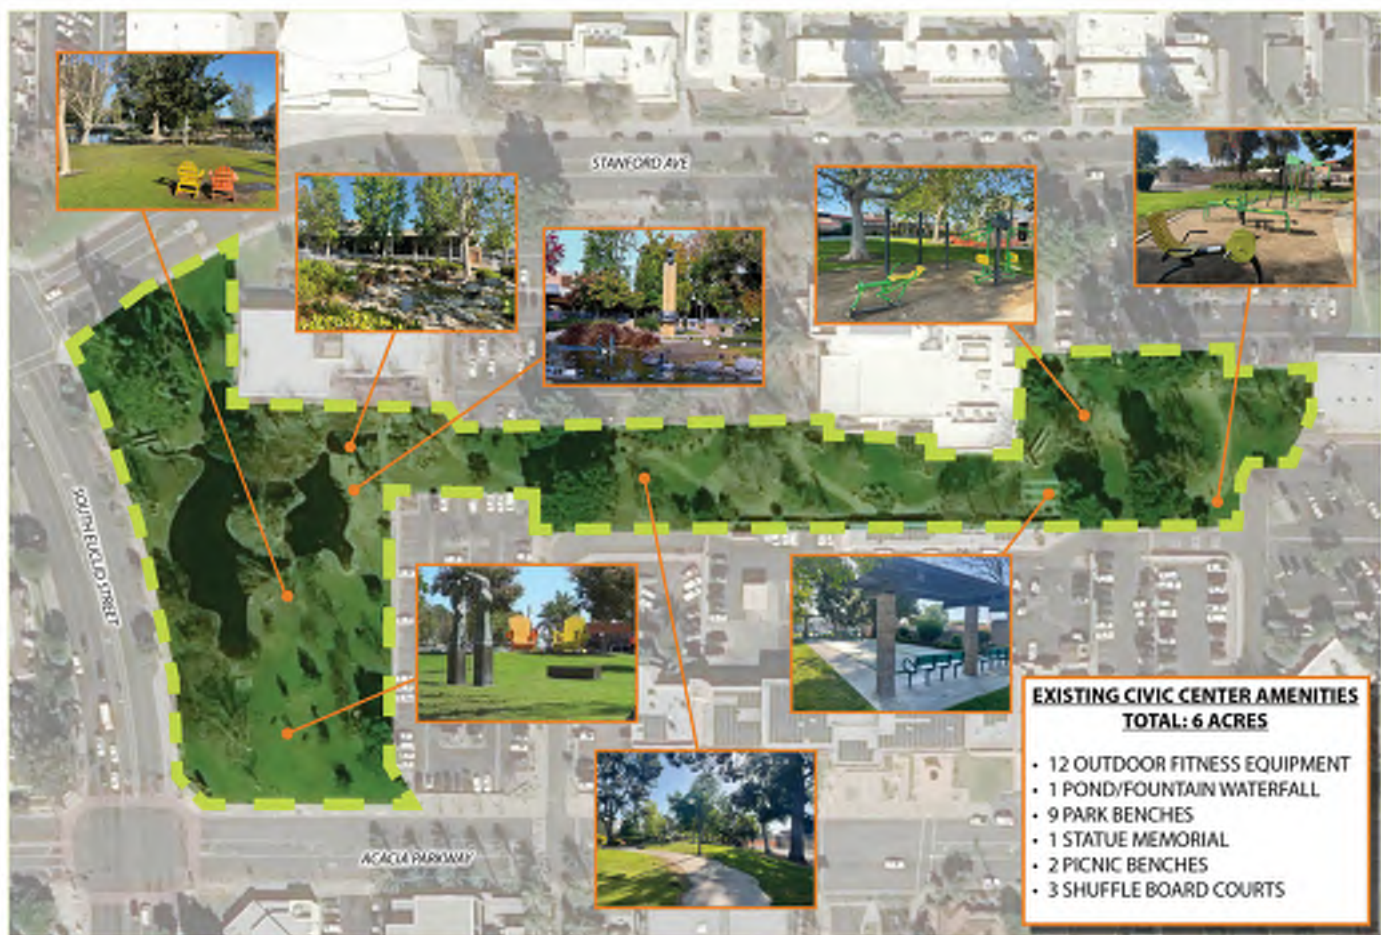 STANFORD AVE
SOUTH EUCLID STREET
ACACIA PARKWAY
EXISTING CIVIC CENTER AMENITIES
TOTAL: 6 ACRES
• 12 OUTDOOR FITNESS EQUIPMENT
• 1 POND/FOUNTAIN WATERFALL
• 9 PARK BENCHES
• 1 STATUE MEMORIAL
• 2 PICNIC BENCHES
• 3 SHUFFLE BOARD COURTS